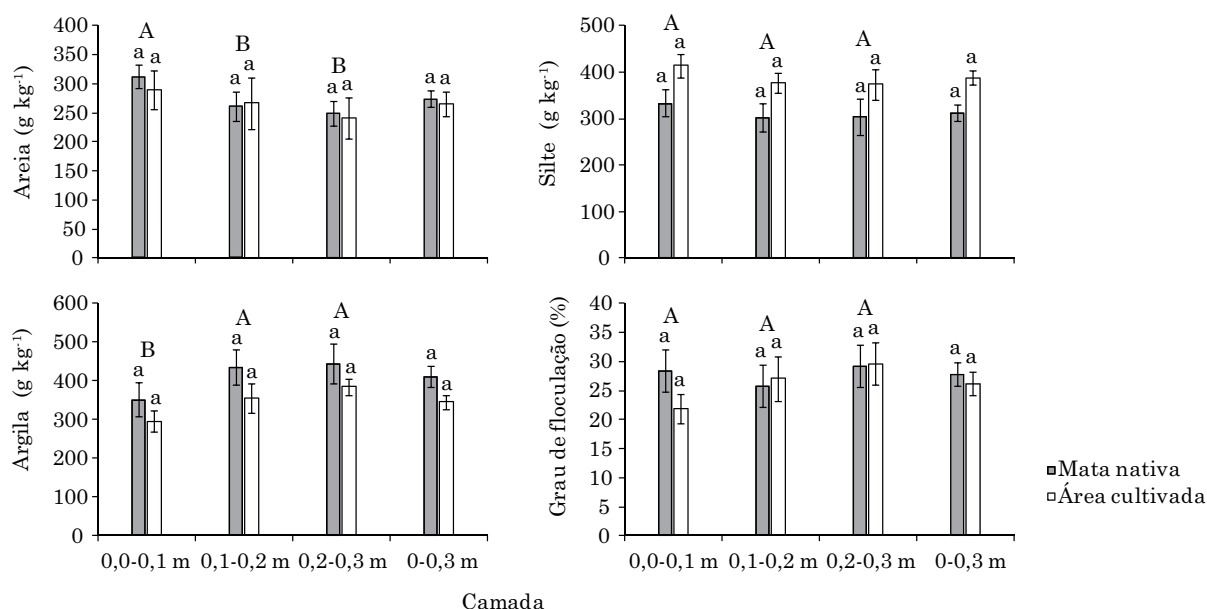 400
350
300
250
200
150
100
50
0
Areia (g kg⁻¹)
A
a a
B
a a
B
a a
a a
500
400
300
200
100
0
Silte (g kg⁻¹)
A
a a
A
a a
A
a a
a a
600
500
400
300
200
100
0
Argila (g kg⁻¹)
B
a a
A
a a
A
a a
a a
0,0-0,1 m 0,1-0,2 m 0,2-0,3 m 0-0,3 m
40
35
30
25
20
15
10
5
0
Grau de floculação (%)
A
a a
A
a a
A
a a
a a
0,0-0,1 m 0,1-0,2 m 0,2-0,3 m 0-0,3 m
Mata nativa
Área cultivada
Camada